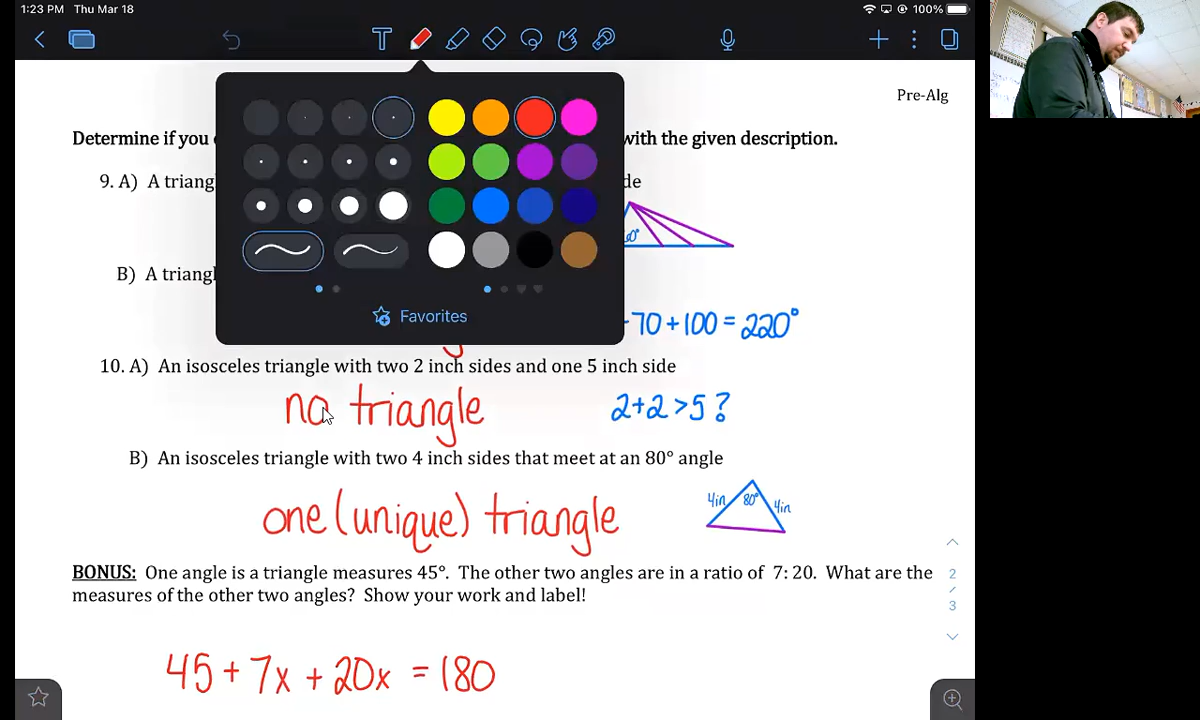 1:23 PM Thu Mar 18 100%
Pre-Alg
Determine if you with the given description.
9. A) A triang de
60°
B) A triang
70 + 100 = 220°
Favorites
10. A) An isosceles triangle with two 2 inch sides and one 5 inch side
no triangle 2+2 >5 ?
B) An isosceles triangle with two 4 inch sides that meet at an 80° angle
one (unique) triangle 4in 80° 4in
BONUS: One angle is a triangle measures 45°. The other two angles are in a ratio of 7: 20. What are the
measures of the other two angles? Show your work and label!
2
/
3
45 + 7x + 20x = 180